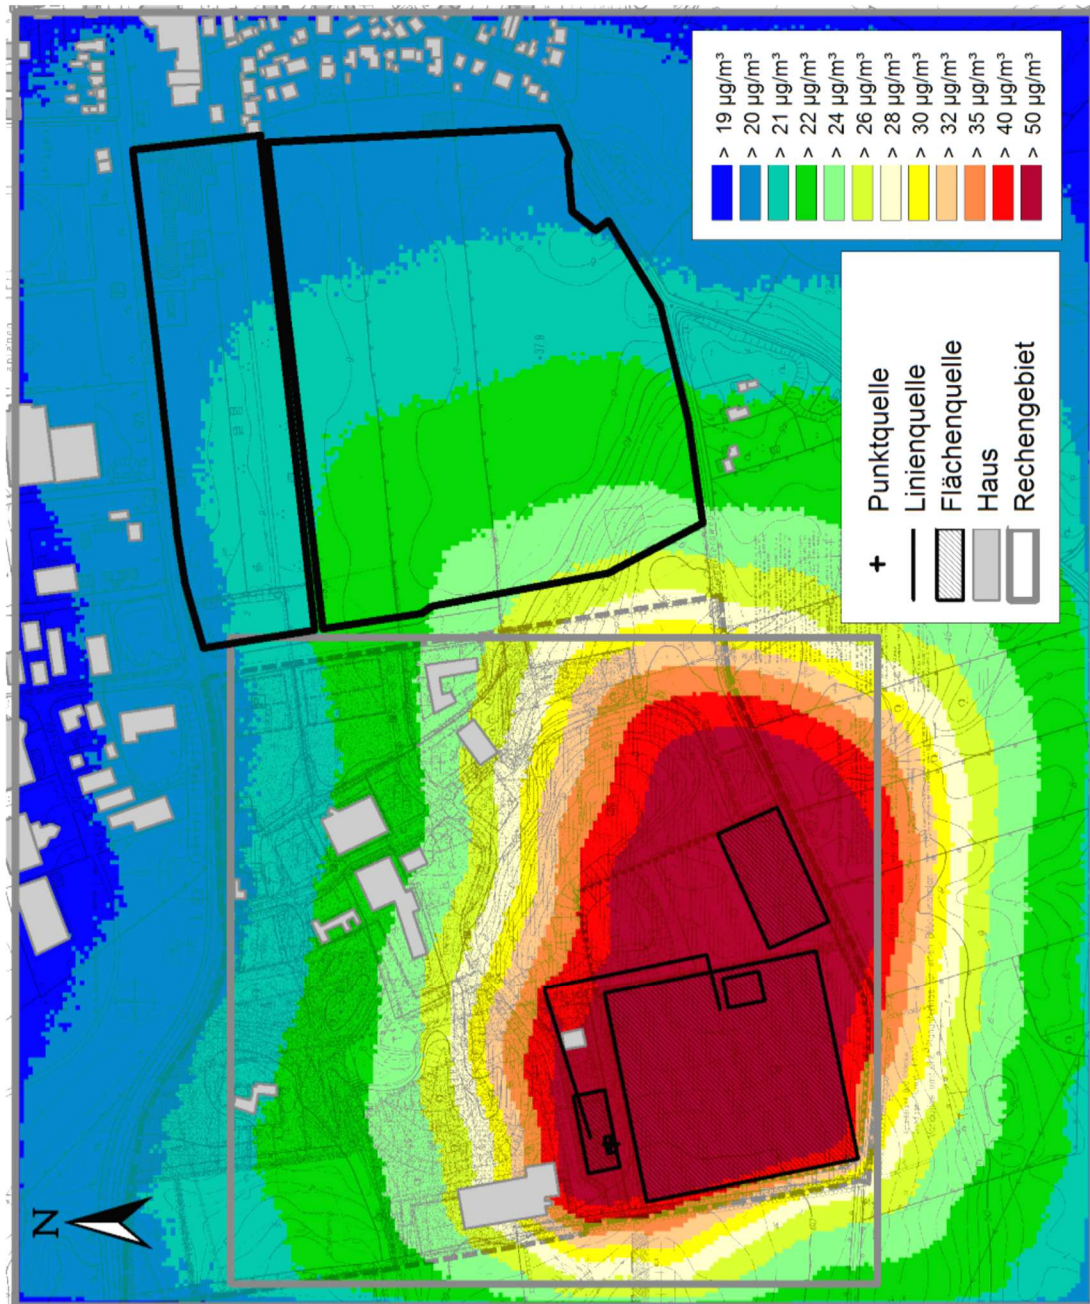 N
> 19 µg/m³
> 20 µg/m³
> 21 µg/m³
> 22 µg/m³
> 24 µg/m³
> 26 µg/m³
> 28 µg/m³
> 30 µg/m³
> 32 µg/m³
> 35 µg/m³
> 40 µg/m³
> 50 µg/m³
Punktquelle
Linienquelle
Flächenquelle
Haus
Rechengebiet